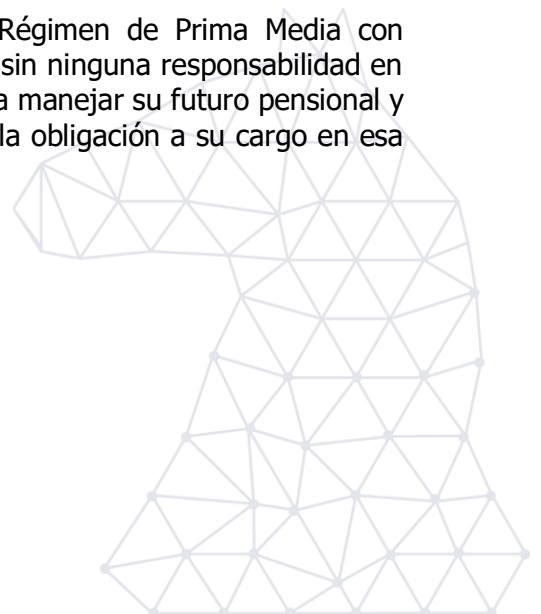 Régimen de Prima Media con
sin ninguna responsabilidad en
a manejar su futuro pensional y
la obligación a su cargo en esa